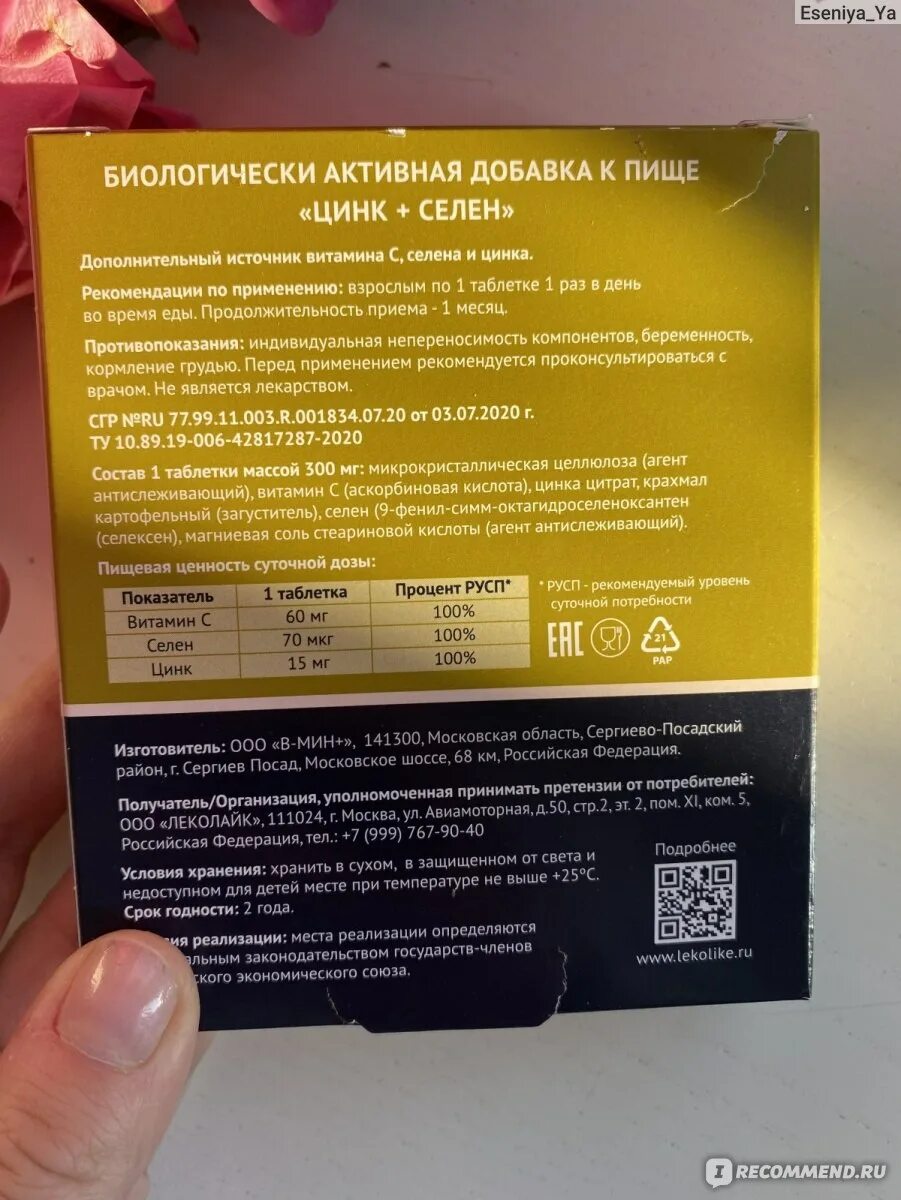 Eseniya_Ya
БИОЛОГИЧЕСКИ АКТИВНАЯ ДОБАВКА К ПИЩЕ
«ЦИНК + СЕЛЕН»
Дополнительный источник витамина С, селена и цинка.
Рекомендации по применению: взрослым по 1 таблетке 1 раз в день
во время еды. Продолжительность приема - 1 месяц.
Противопоказания: индивидуальная непереносимость компонентов, беременность,
кормление грудью. Перед применением рекомендуется проконсультироваться с
врачом. Не является лекарством.
СГР №RU 77.99.11.003.R.001834.07.20 от 03.07.2020 г.
ТУ 10.89.19-006-42817287-2020
Состав 1 таблетки массой 300 мг: микрокристаллическая целлюлоза (агент
антислеживающий), витамин С (аскорбиновая кислота), цинка цитрат, крахмал
картофельный (загуститель), селен (9-фенил-симм-октагидроселеноксантен
(селексен), магниевая соль стеариновой кислоты (агент антислеживающий).
Пищевая ценность суточной дозы:
Показатель 1 таблетка Процент РУСП*
Витамин С 60 мг 100%
Селен 70 мкг 100%
Цинк 15 мг 100%
* РУСП - рекомендуемый уровень
суточной потребности
ЕАС
21
PAP
Изготовитель: ООО «В-МИН+», 141300, Московская область, Сергиево-Посадский
район, г. Сергиев Посад, Московское шоссе, 68 км, Российская Федерация.
Получатель/Организация, уполномоченная принимать претензии от потребителей:
ООО «ЛЕКОЛАЙК», 111024, г. Москва, ул. Авиамоторная, д.50, стр.2, эт. 2, пом. XI, ком. 5,
Российская Федерация, тел.: +7 (999) 767-90-40
Условия хранения: хранить в сухом, в защищенном от света и
недоступном для детей месте при температуре не выше +25°С.
Срок годности: 2 года.
Подробнее
www.lekolike.ru
реализации: места реализации определяются
законодательством государств-членов
экономического союза.
IRECOMMEND.RU